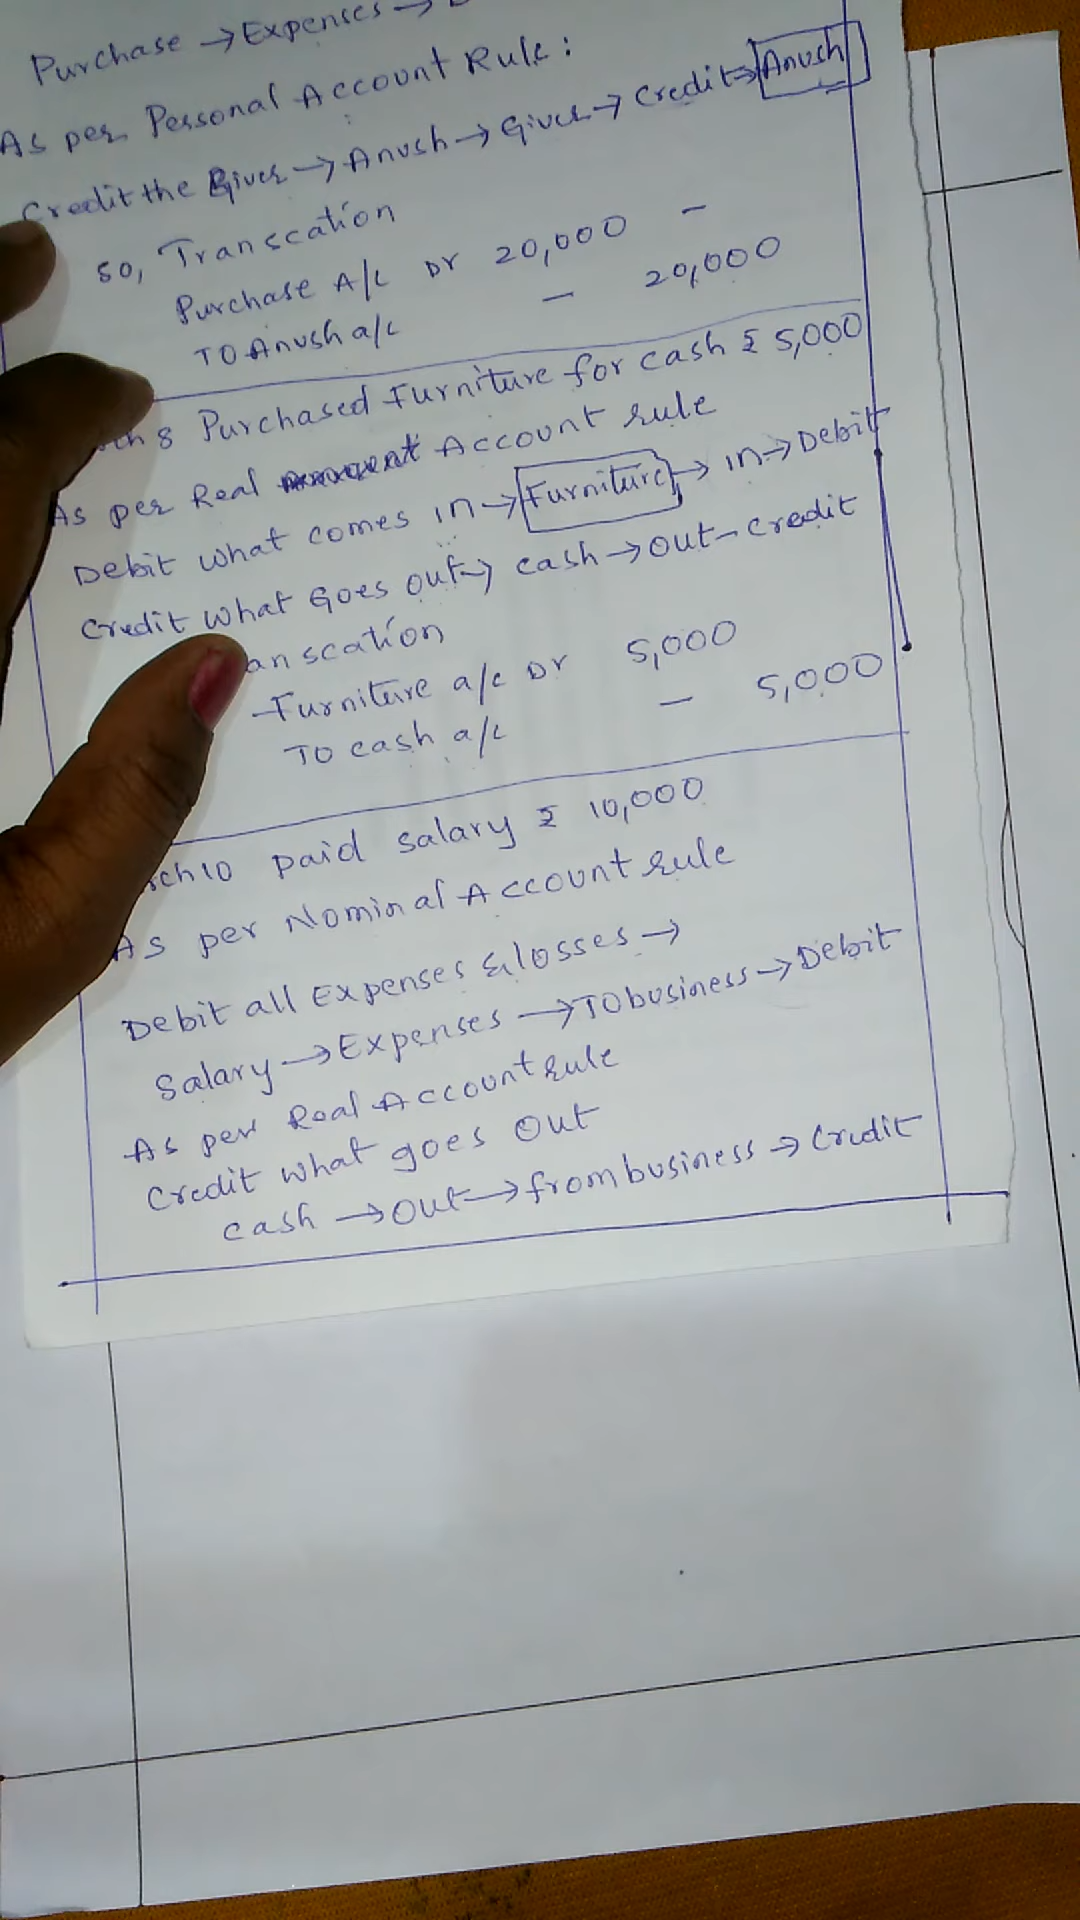 Purchase → Expenses →
As per Personal Account Rule:
Credit the Giver → Anush → Giver → Credit → Anush
So, Transcation
Purchase A/c Dr 20,000 -
To Anush a/c - 20,000
8 Purchased Furniture for cash ₹ 5,000
As per Real Account rule
Debit what comes in → Furniture → in → Debit
Credit what Goes out → cash → out - credit
anscation
Furniture a/c Dr 5,000
To cash a/c - 5,000
rch 10 paid salary ₹ 10,000
As per Nominal Account rule
Debit all Expenses & losses →
Salary → Expenses → To business → Debit
As per Real Account rule
Credit what goes out
cash → out → from business → Credit